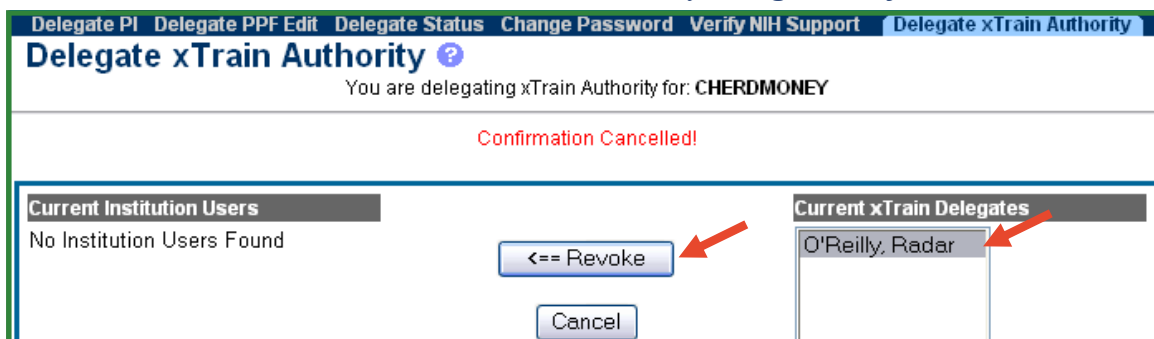 Delegate PI Delegate PPF Edit Delegate Status Change Password Verify NIH Support Delegate xTrain Authority
Delegate xTrain Authority ?
You are delegating xTrain Authority for: CHERDMONEY
Confirmation Cancelled!
Current Institution Users
No Institution Users Found
<== Revoke
Cancel
Current xTrain Delegates
O'Reilly, Radar